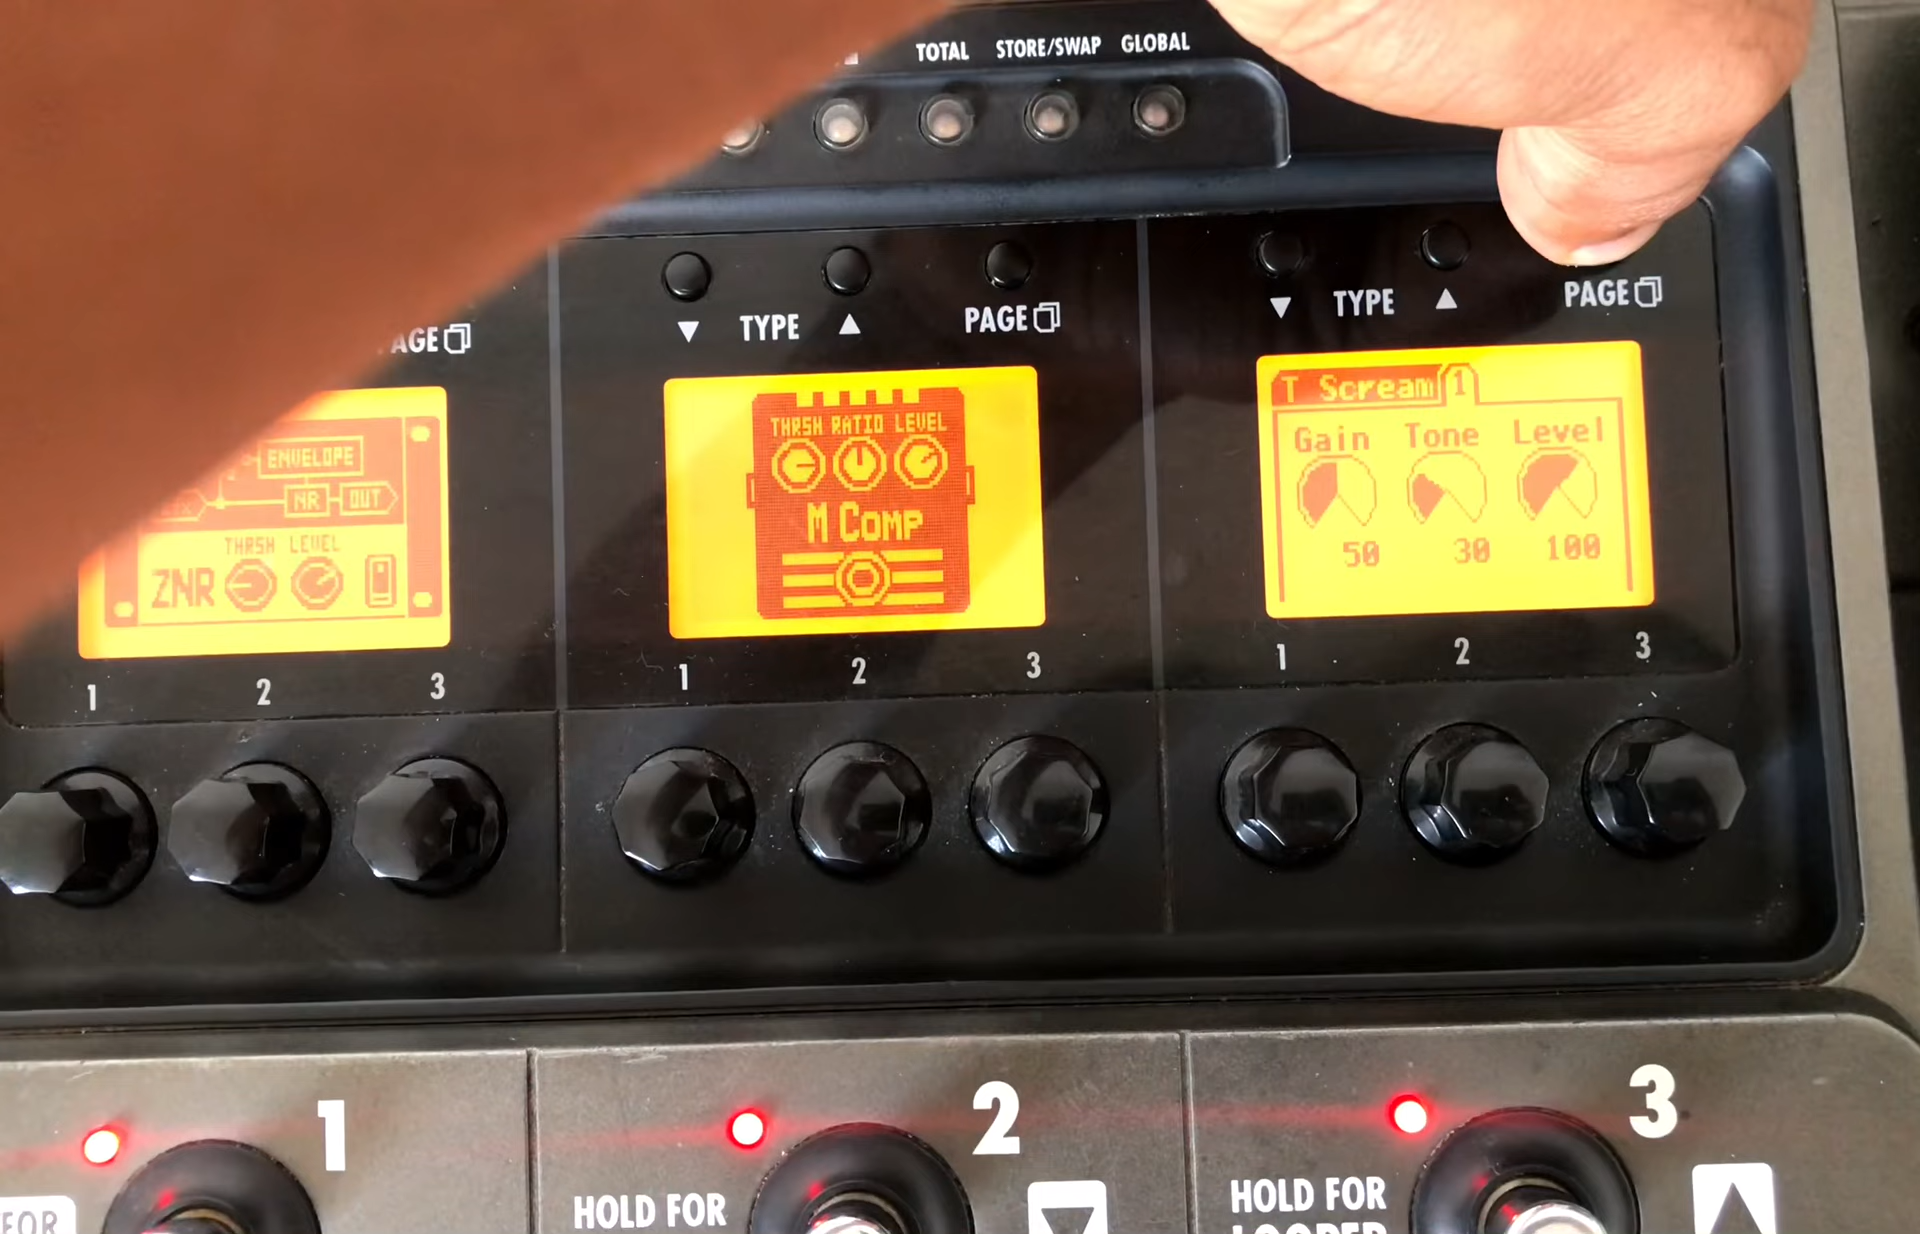 TOTAL STORE/SWAP GLOBAL
TYPE PAGE
TYPE PAGE
ENVELOPE
NR OUT
THRSH LEVEL
ZNR
THRSH RATIO LEVEL
M COMP
T Scream 1
Gain Tone Level
50 30 100
1 2 3
1 2 3
1 2 3
1
2
3
FOR
HOLD FOR
HOLD FOR
LOOPER